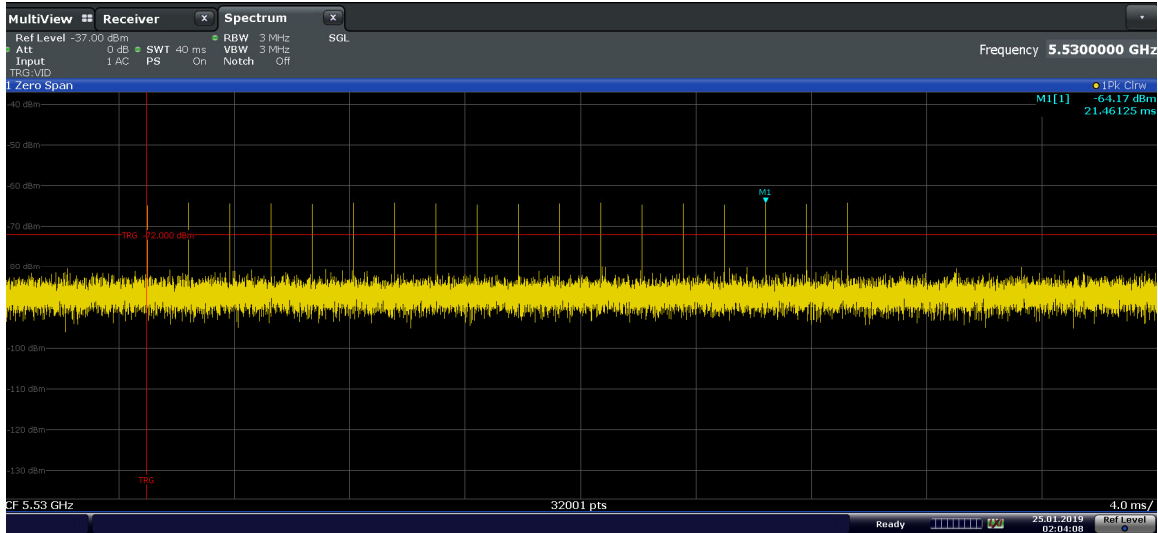 MultiView Receiver x Spectrum x
Ref Level -37.00 dBm RBW 3 MHz SGL
Att 0 dB SWT 40 ms VBW 3 MHz
Input 1 AC PS On Notch Off
TRG:VID
Frequency 5.5300000 GHz
1 Zero Span 1Pk Clrw
M1[1] -64.17 dBm
21.46125 ms
-40 dBm
-50 dBm
-60 dBm
M1
-70 dBm
TRG -72.000 dBm
-80 dBm
-100 dBm
-110 dBm
-120 dBm
-130 dBm
TRG
CF 5.53 GHz 32001 pts 4.0 ms/
Ready 25.01.2019 Ref Level
02:04:08